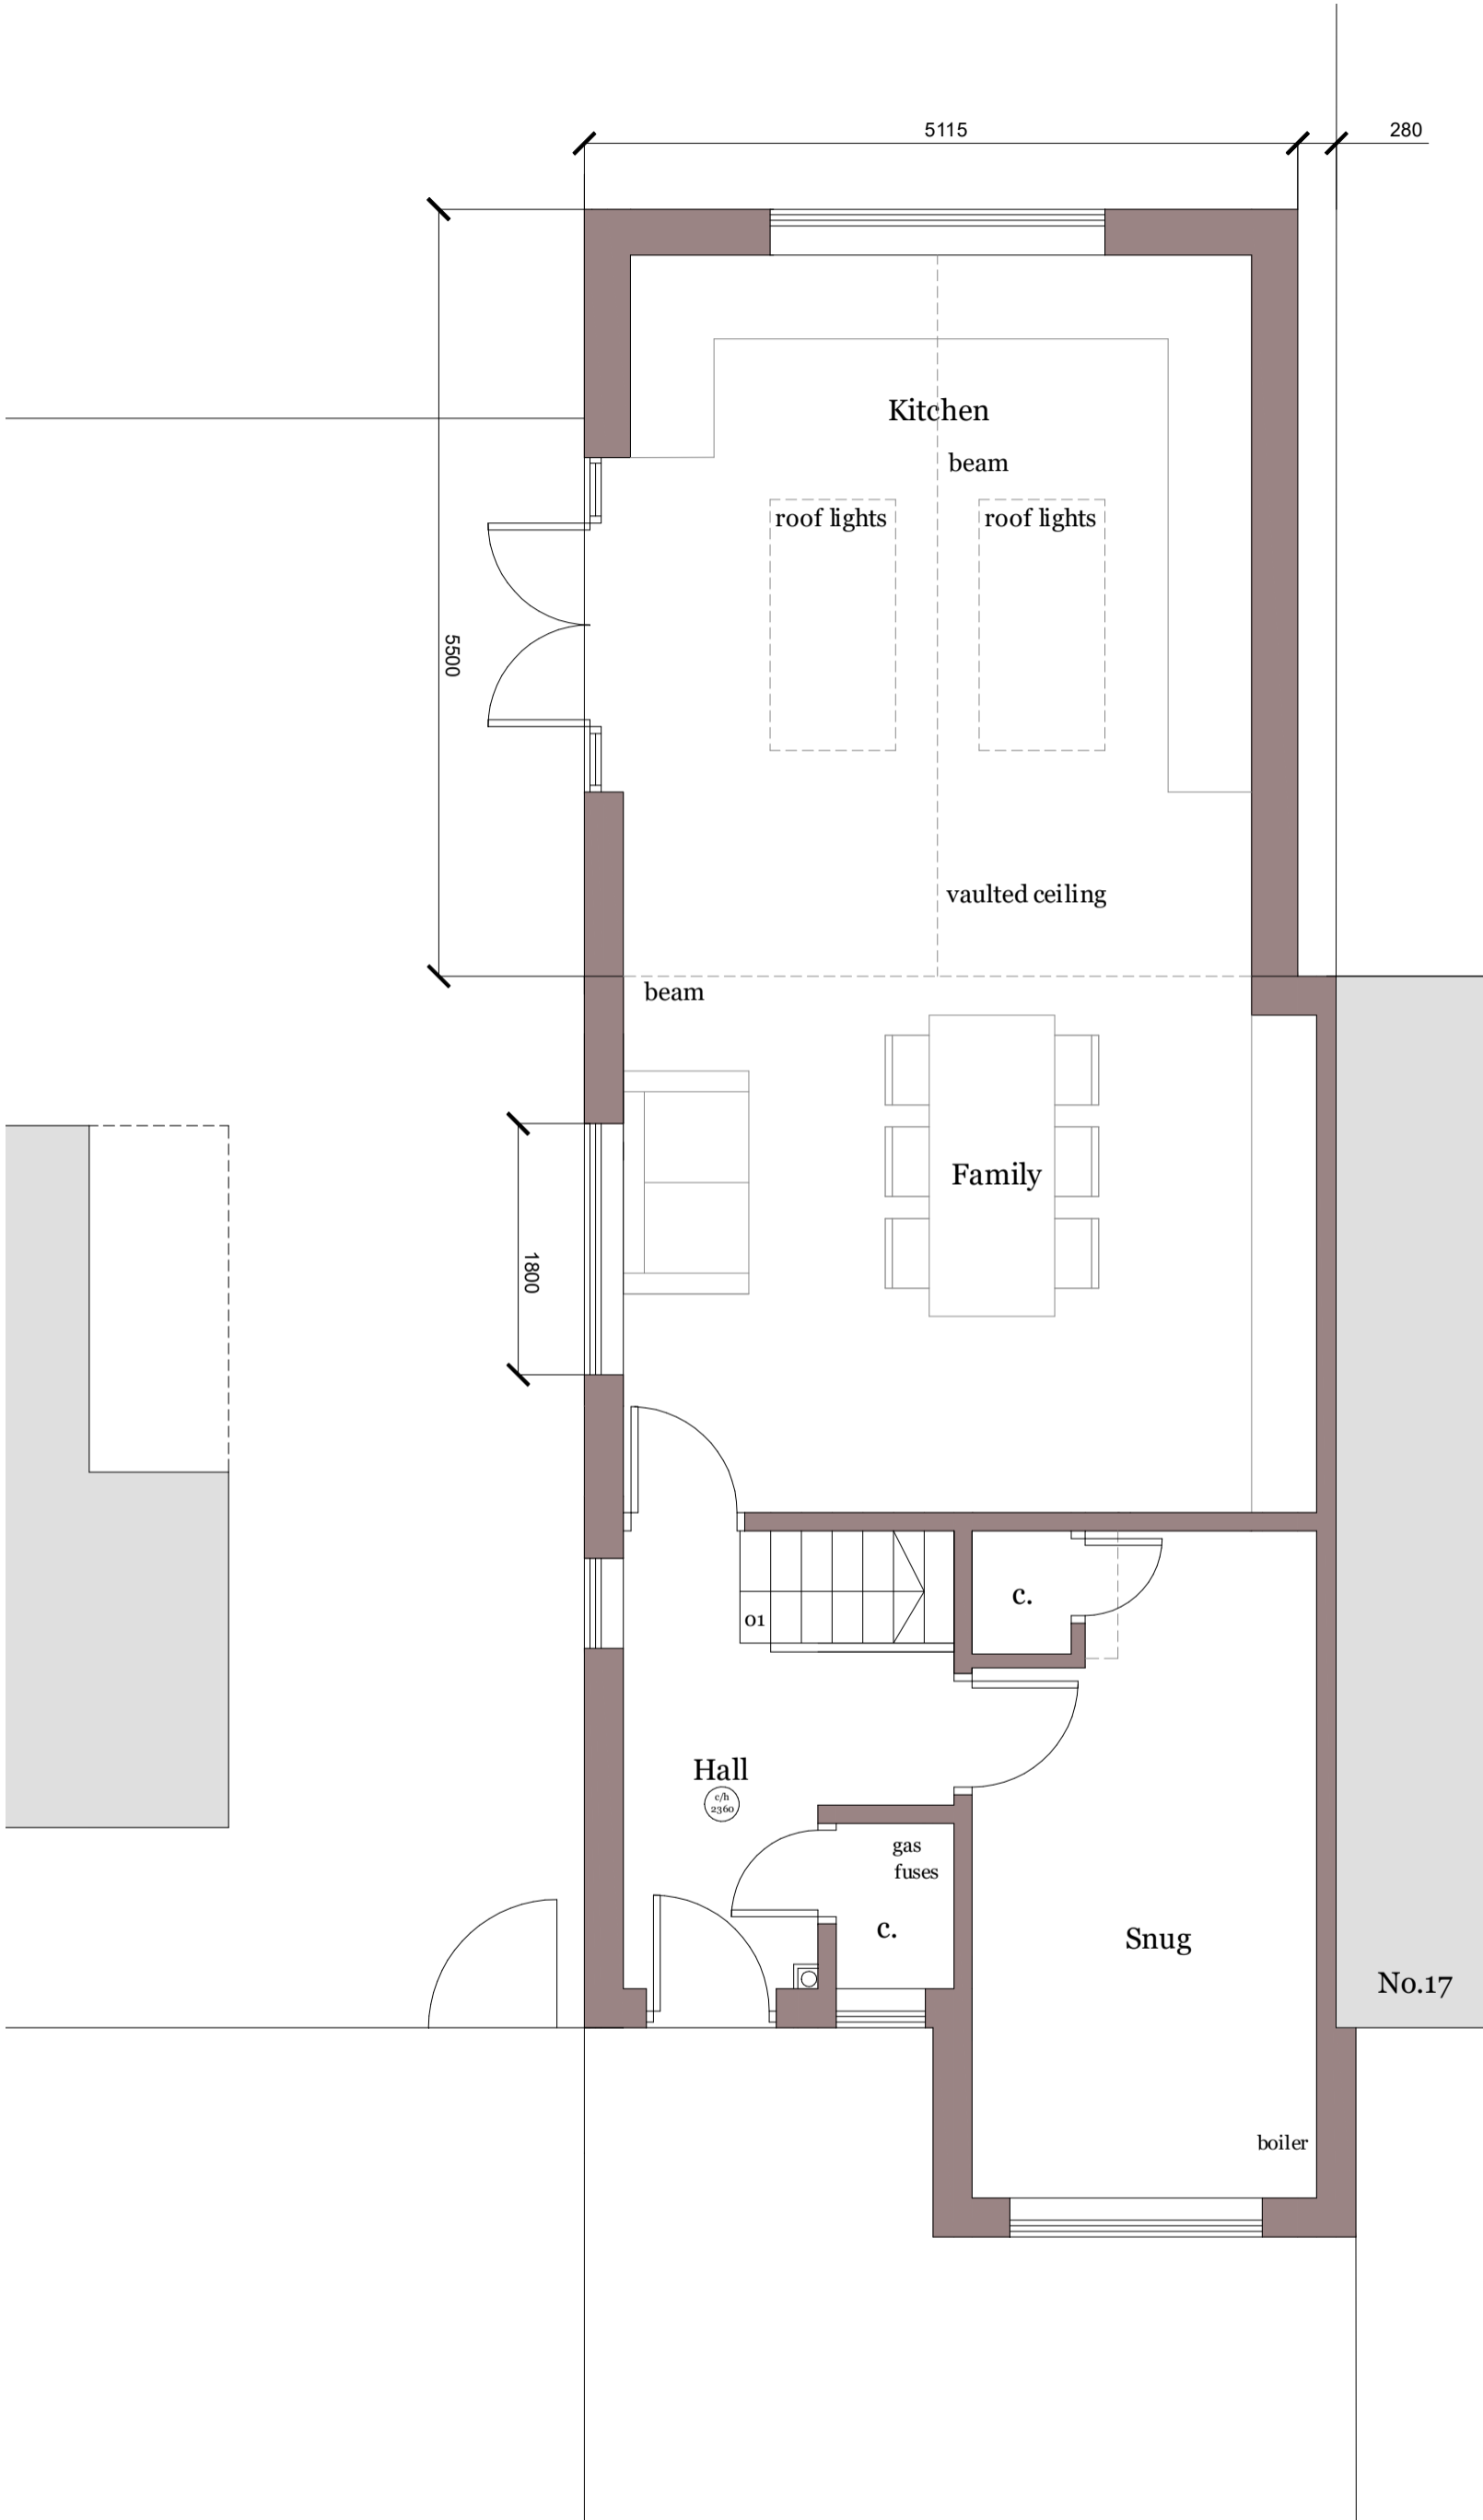 5115
280
Kitchen
beam
roof lights
roof lights
5500
vaulted ceiling
beam
Family
1800
c.
01
Hall
c/h
2360
gas
fuses
c.
Snug
No.17
boiler